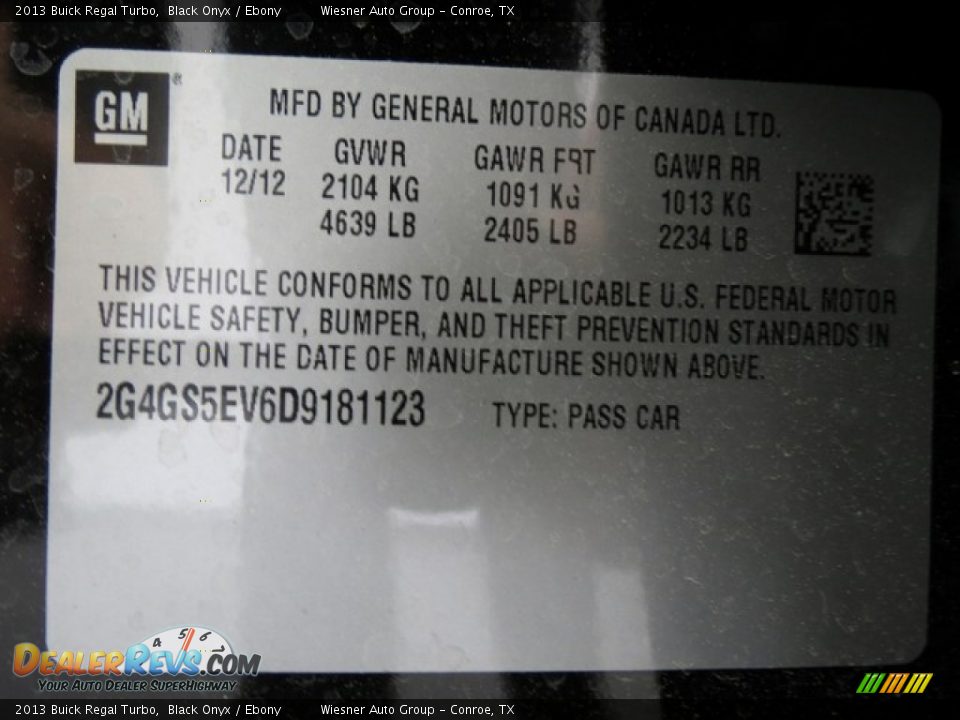 2013 Buick Regal Turbo, Black Onyx / Ebony Wiesner Auto Group - Conroe, TX
GM ®
MFD BY GENERAL MOTORS OF CANADA LTD.
DATE GVWR GAWR FRT GAWR RR
12/12 2104 KG 1091 KG 1013 KG
4639 LB 2405 LB 2234 LB
THIS VEHICLE CONFORMS TO ALL APPLICABLE U.S. FEDERAL MOTOR
VEHICLE SAFETY, BUMPER, AND THEFT PREVENTION STANDARDS IN
EFFECT ON THE DATE OF MANUFACTURE SHOWN ABOVE.
2G4GS5EV6D9181123 TYPE: PASS CAR
4 5 6
DEALERREVS.COM
YOUR AUTO DEALER SUPERHIGHWAY
2013 Buick Regal Turbo, Black Onyx / Ebony Wiesner Auto Group - Conroe, TX